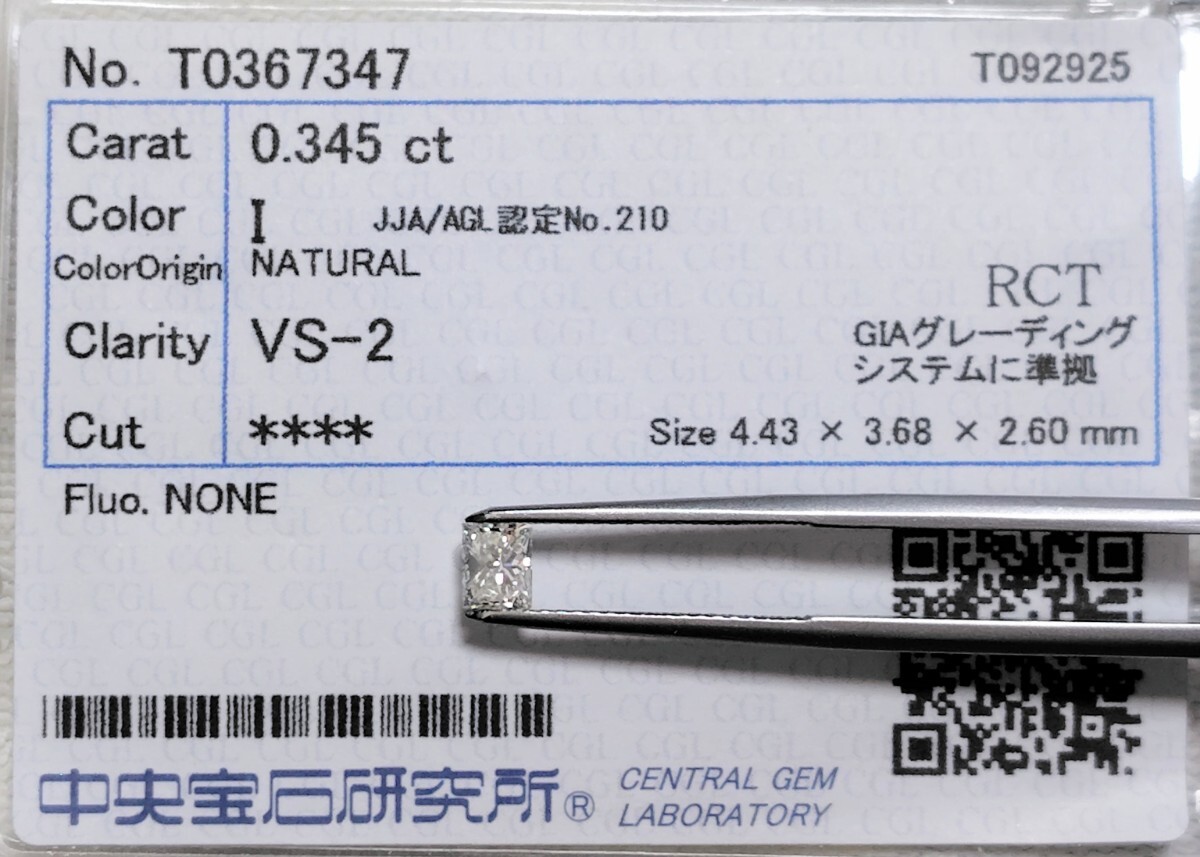 No. T0367347
T092925
Carat 0.345 ct
Color I JJA/AGL認定No.210
ColorOrigin NATURAL
RCT
Clarity VS-2
GIAグレーディング
システムに準拠
Cut ****
Size 4.43 × 3.68 × 2.60 mm
Fluo. NONE
中央宝石研究所®
CENTRAL GEM
LABORATORY